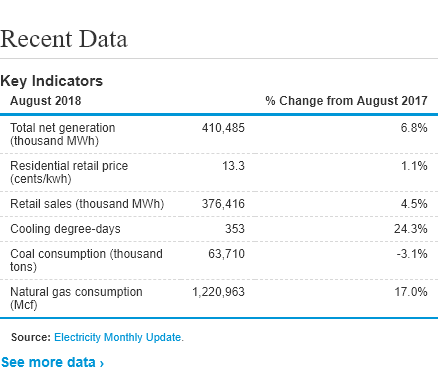 Recent Data
Key Indicators
August 2018 % Change from August 2017
Total net generation (thousand MWh) 410,485 6.8%
Residential retail price (cents/kwh) 13.3 1.1%
Retail sales (thousand MWh) 376,416 4.5%
Cooling degree-days 353 24.3%
Coal consumption (thousand tons) 63,710 -3.1%
Natural gas consumption (Mcf) 1,220,963 17.0%
Source: Electricity Monthly Update.
See more data ›